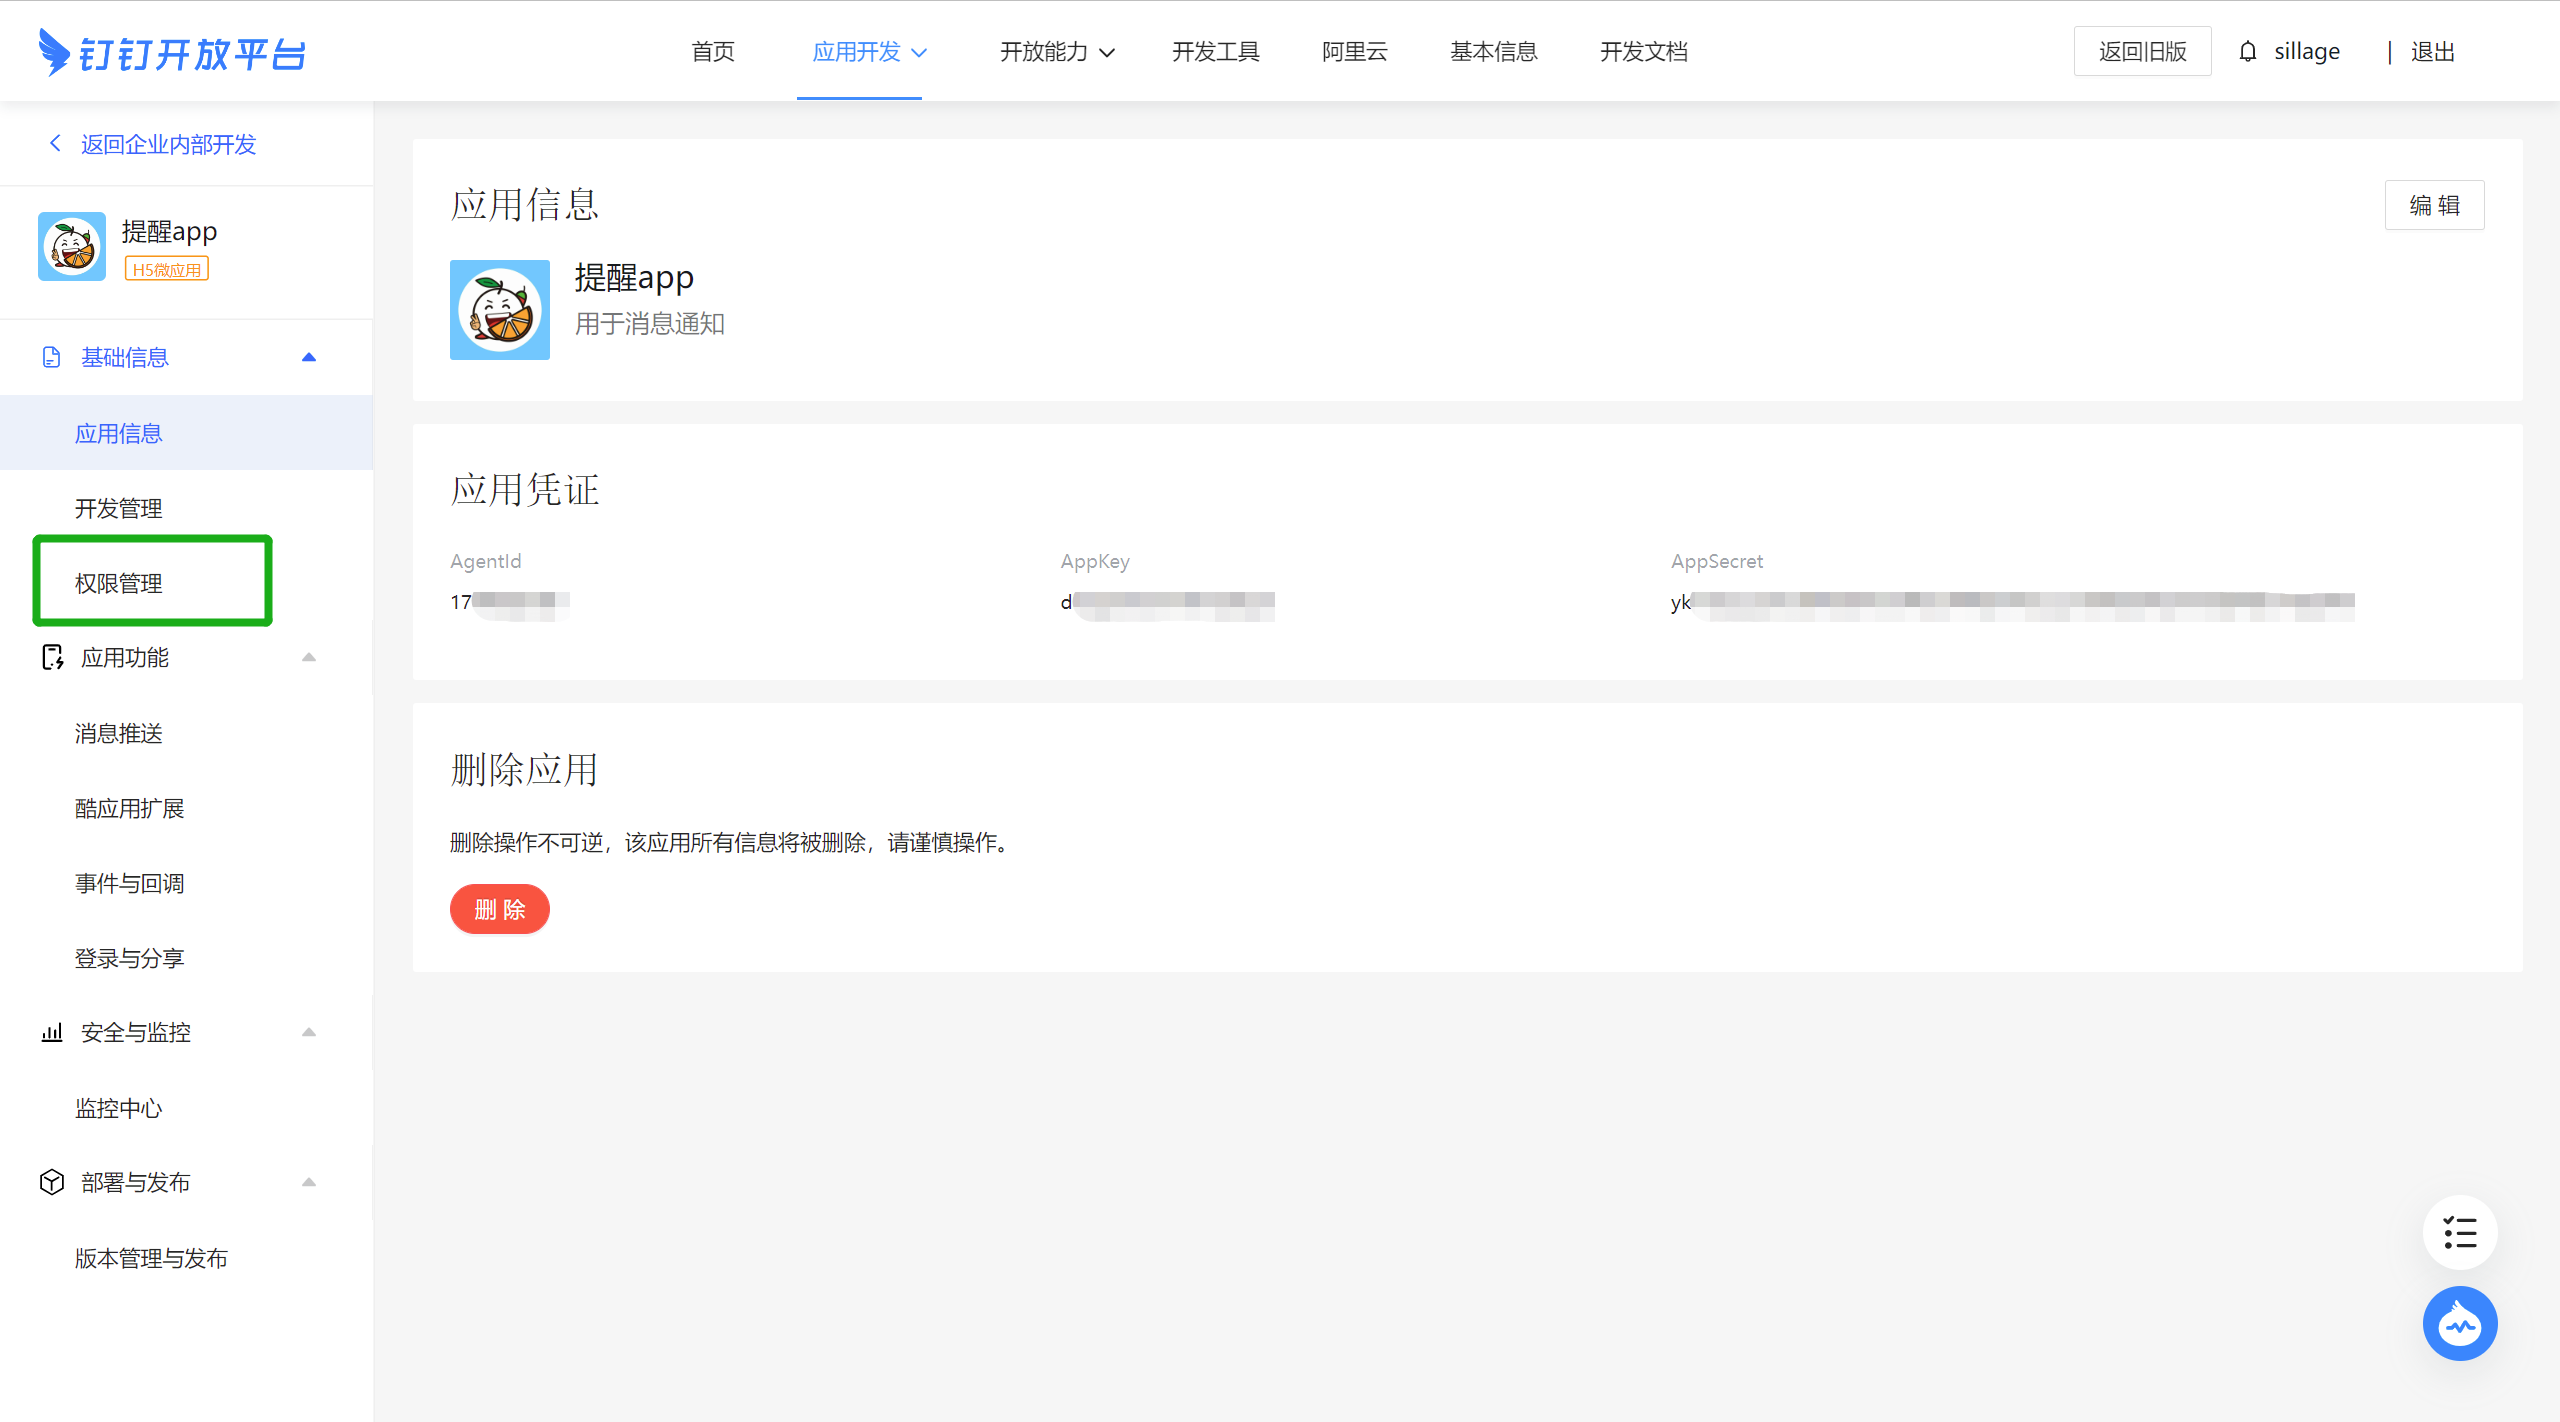 钉钉开放平台
首页 应用开发 开放能力 开发工具 阿里云 基本信息 开发文档 返回旧版 sillage | 退出
返回企业内部开发
提醒app
H5微应用
基础信息
应用信息
开发管理
权限管理
应用功能
消息推送
酷应用扩展
事件与回调
登录与分享
安全与监控
监控中心
部署与发布
版本管理与发布
应用信息
编 辑
提醒app
用于消息通知
应用凭证
AgentId AppKey AppSecret
17 d yk
删除应用
删除操作不可逆，该应用所有信息将被删除，请谨慎操作。
删 除